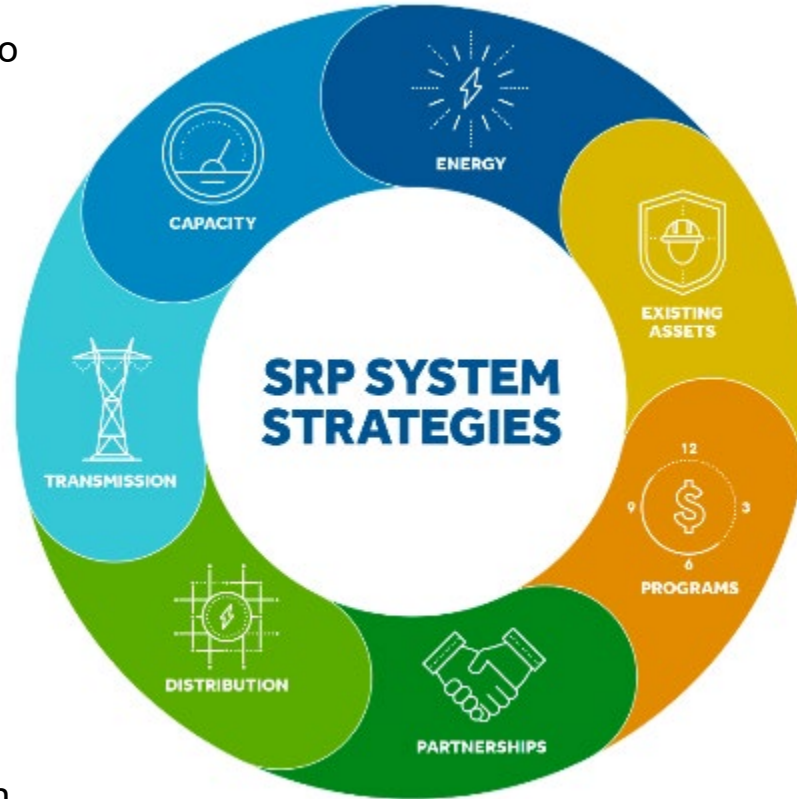 o
ENERGY
CAPACITY
EXISTING
ASSETS
SRP SYSTEM
STRATEGIES
TRANSMISSION
12
9
$
3
6
PROGRAMS
DISTRIBUTION
PARTNERSHIPS